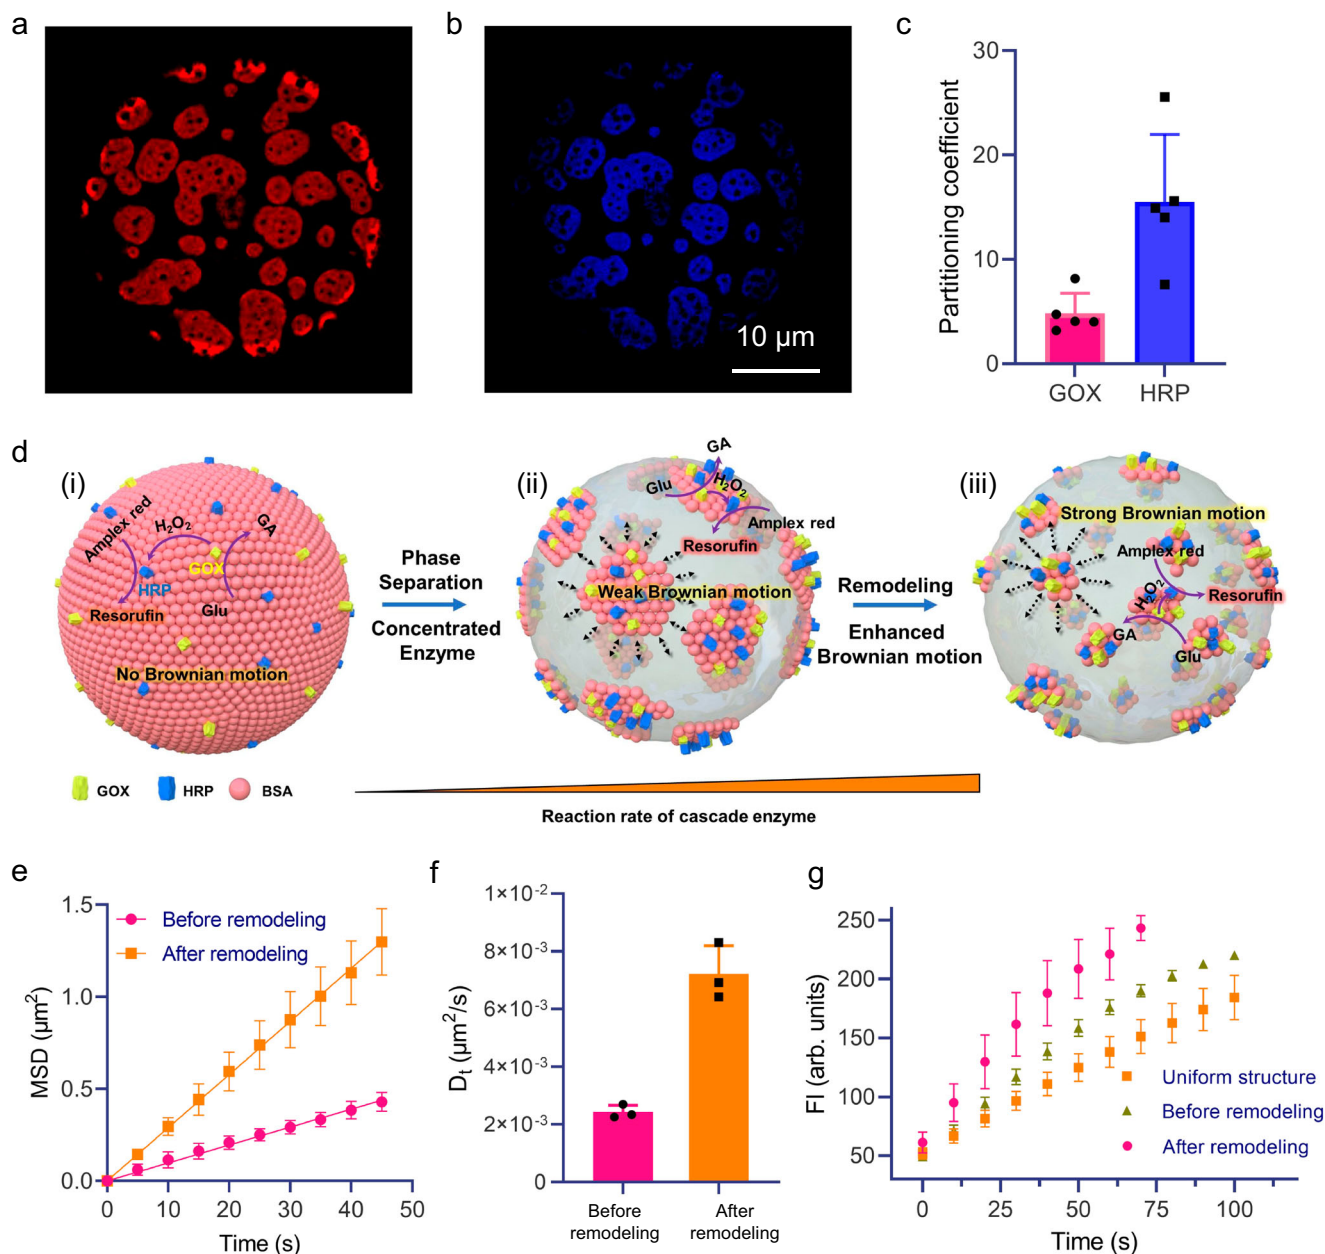 a
b
c
10 µm
Partitioning coefficient
30
20
10
0
GOX
HRP
d
(i)
Amplex red
H₂O₂
GA
GOX
HRP
Resorufin
Glu
No Brownian motion
Phase
Separation
Concentrated
Enzyme
(ii)
GA
Glu
H₂O₂
Amplex red
Resorufin
Weak Brownian motion
Remodeling
Enhanced
Brownian motion
(iii)
Strong Brownian motion
Amplex red
H₂O₂
Resorufin
GA
Glu
GOX
HRP
BSA
Reaction rate of cascade enzyme
e
MSD (µm²)
1.5
1.0
0.5
0.0
Before remodeling
After remodeling
0 10 20 30 40 50
Time (s)
f
Dₜ (µm²/s)
1×10⁻²
8×10⁻³
6×10⁻³
4×10⁻³
2×10⁻³
0
Before
remodeling
After
remodeling
g
FI (arb. units)
250
200
150
100
50
Uniform structure
Before remodeling
After remodeling
0 25 50 75 100
Time (s)